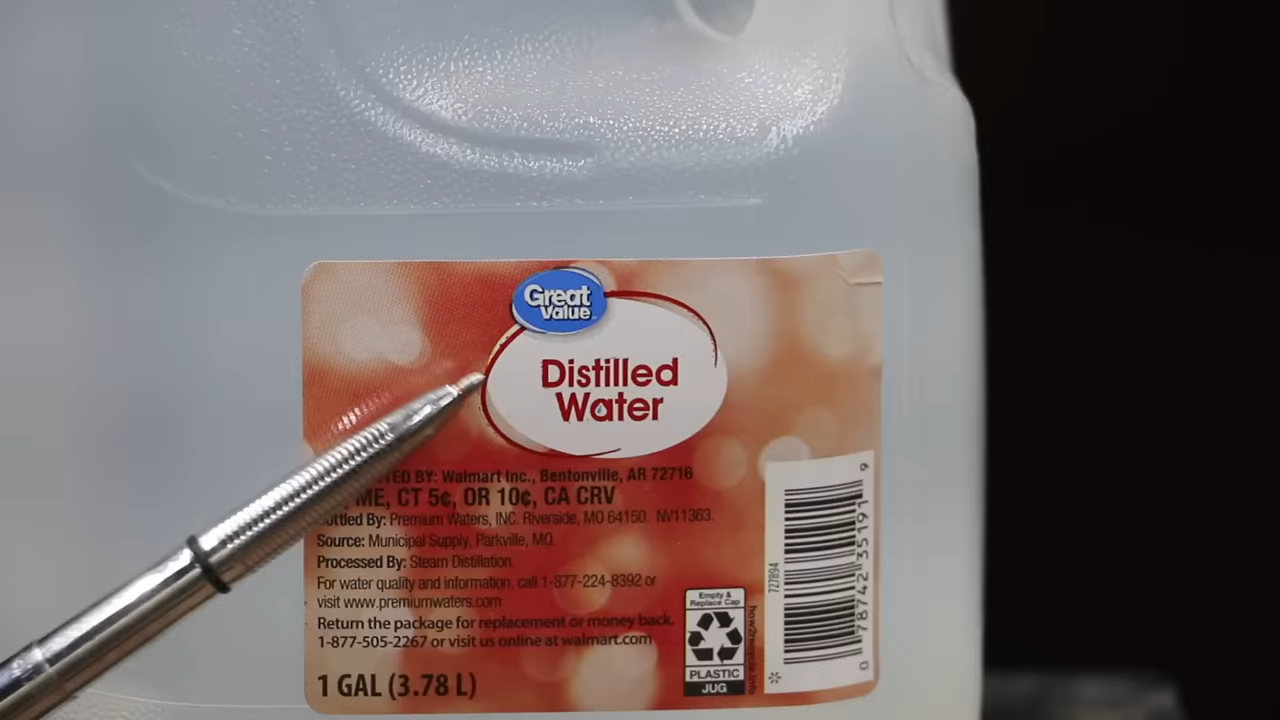 Great
Value
Distilled
Water
TED BY: Walmart Inc., Bentonville, AR 72716
ME, CT 5¢, OR 10¢, CA CRV
ottled By: Premium Waters, INC. Riverside, MO 64150. NV11363.
Source: Municipal Supply, Parkville, MO.
Processed By: Steam Distillation.
For water quality and information, call 1-877-224-8392 or
visit www.premiumwaters.com
Return the package for replacement or money back.
1-877-505-2267 or visit us online at walmart.com
1 GAL (3.78 L)
Empty &
Replace Cap
PLASTIC
JUG
how2recycle.info
727894
0 78742 35191 9